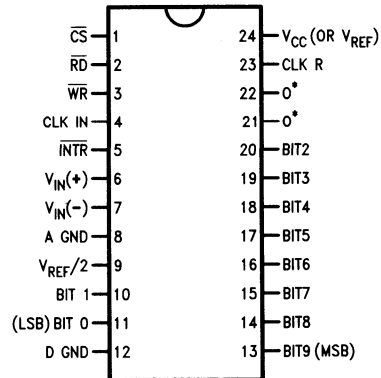 CS 1 24 VCC (OR VREF)
RD 2 23 CLK R
WR 3 22 0*
CLK IN 4 21 0*
INTR 5 20 BIT2
VIN(+) 6 19 BIT3
VIN(-) 7 18 BIT4
A GND 8 17 BIT5
VREF/2 9 16 BIT6
BIT 1 10 15 BIT7
(LSB) BIT 0 11 14 BIT8
D GND 12 13 BIT9 (MSB)